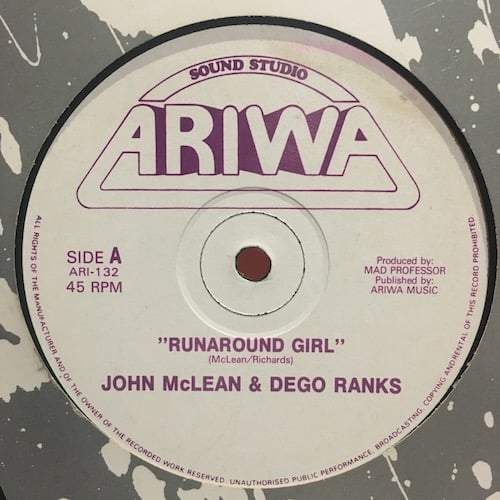 SOUND STUDIO
ARIWA
SIDE A
ARI-132
45 RPM
Produced by:
MAD PROFESSOR
Published by:
ARIWA MUSIC
"RUNAROUND GIRL"
(McLean/Richards)
JOHN McLEAN & DEGO RANKS
ALL RIGHTS OF THE MANUFACTURER AND OF THE OWNER OF THE RECORDED WORK RESERVED. UNAUTHORISED PUBLIC PERFORMANCE, BROADCASTING, COPYING AND RENTAL OF THIS RECORD PROHIBITED